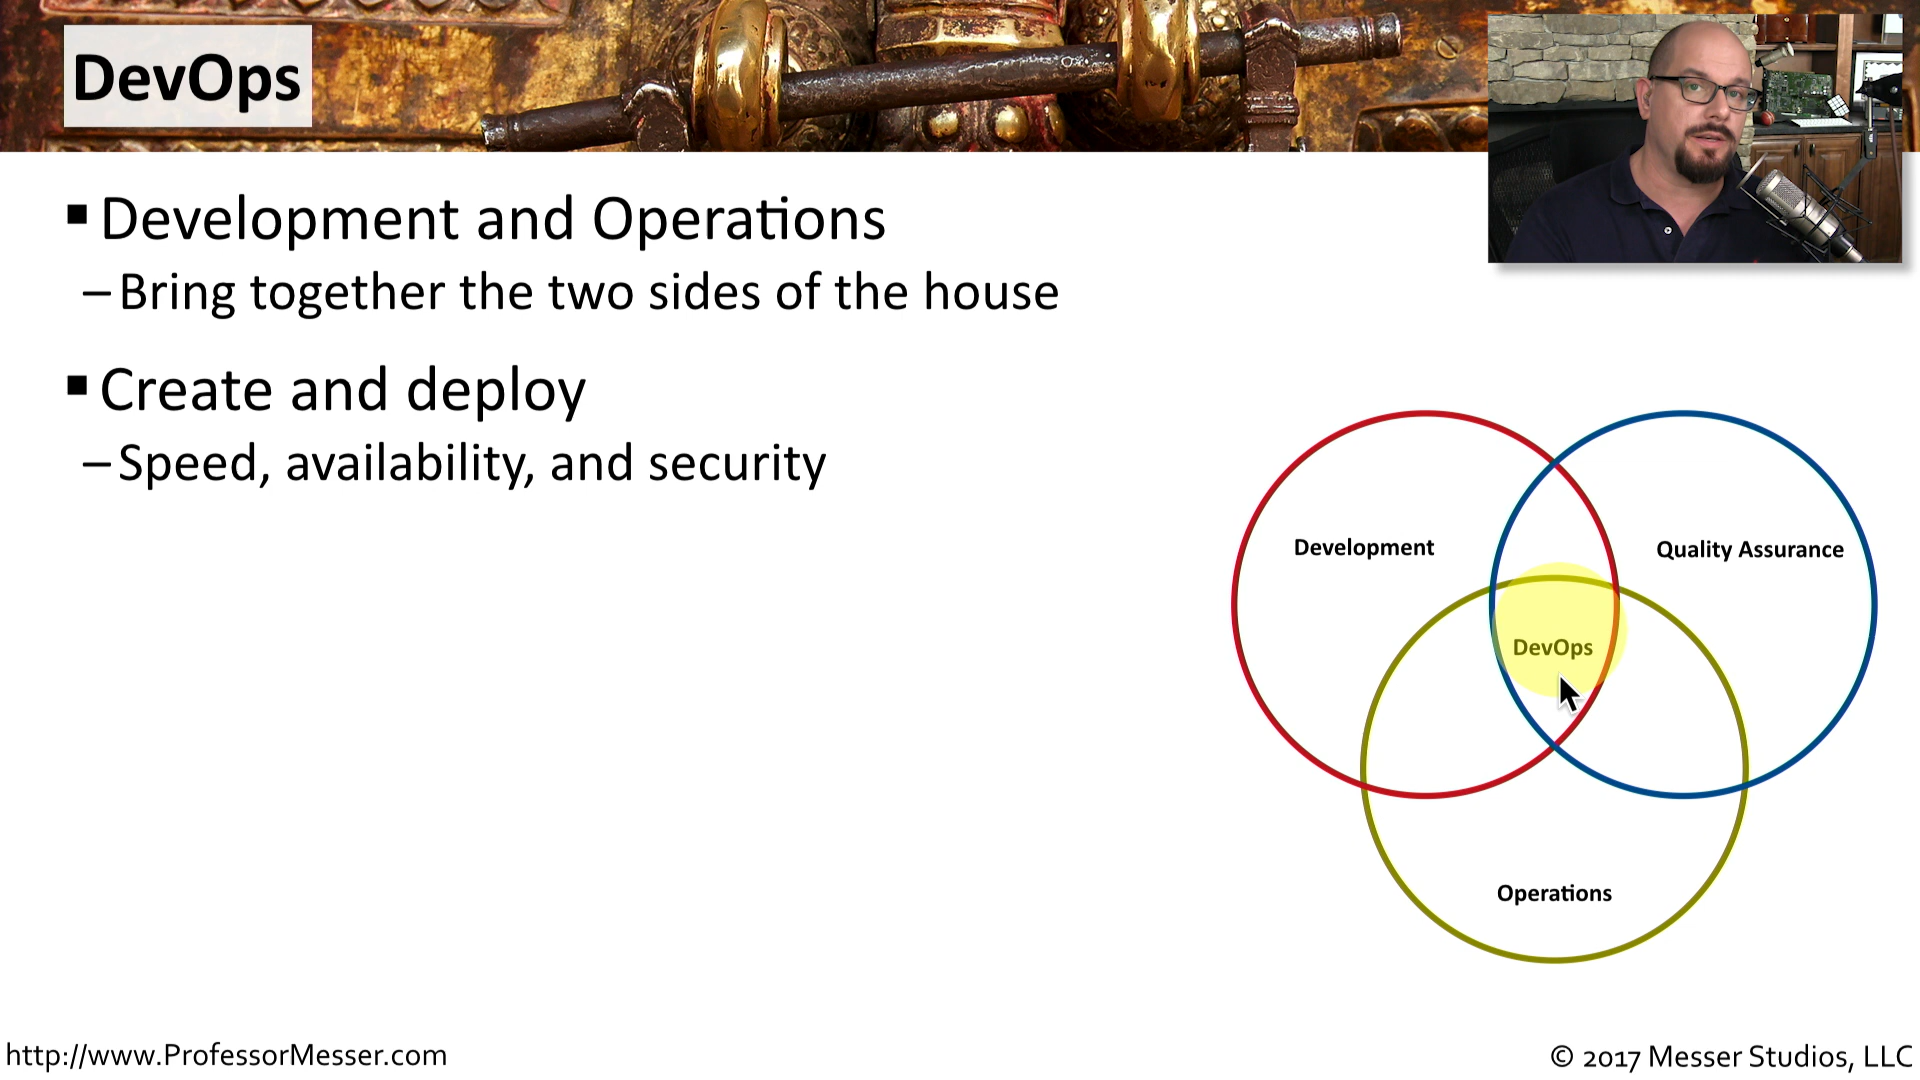 DevOps
▪ Development and Operations
– Bring together the two sides of the house
▪ Create and deploy
– Speed, availability, and security
Development
Quality Assurance
DevOps
Operations
http://www.ProfessorMesser.com
© 2017 Messer Studios, LLC